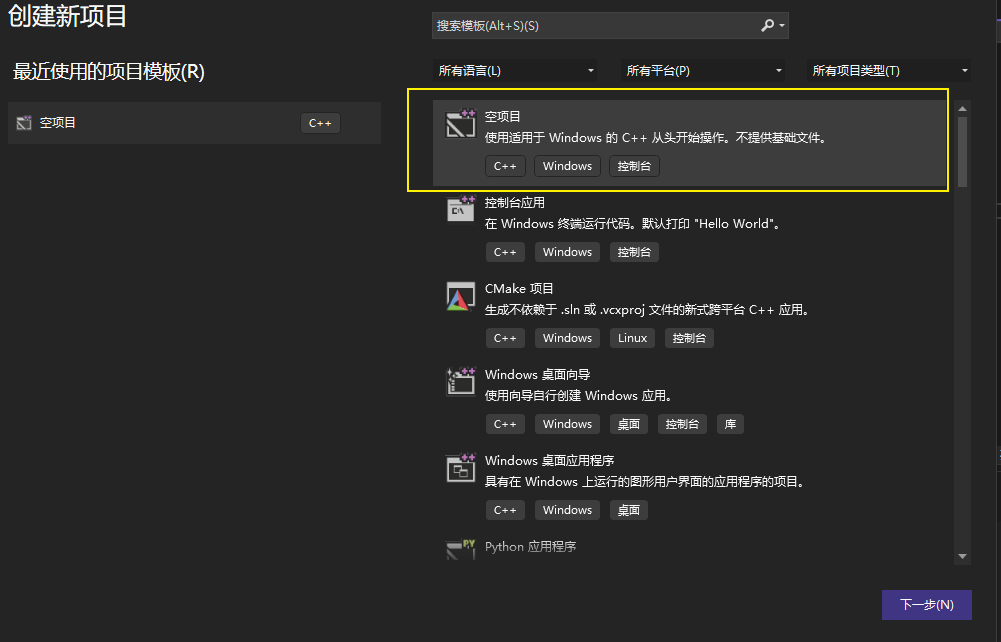 创建新项目
搜索模板(Alt+S)(S)
最近使用的项目模板(R)
所有语言(L)
所有平台(P)
所有项目类型(T)
空项目
C++
空项目
使用适用于 Windows 的 C++ 从头开始操作。不提供基础文件。
C++ Windows 控制台
控制台应用
在 Windows 终端运行代码。默认打印 "Hello World"。
C++ Windows 控制台
CMake 项目
生成不依赖于 .sln 或 .vcxproj 文件的新式跨平台 C++ 应用。
C++ Windows Linux 控制台
Windows 桌面向导
使用向导自行创建 Windows 应用。
C++ Windows 桌面 控制台 库
Windows 桌面应用程序
具有在 Windows 上运行的图形用户界面的应用程序的项目。
C++ Windows 桌面
Python 应用程序
下一步(N)